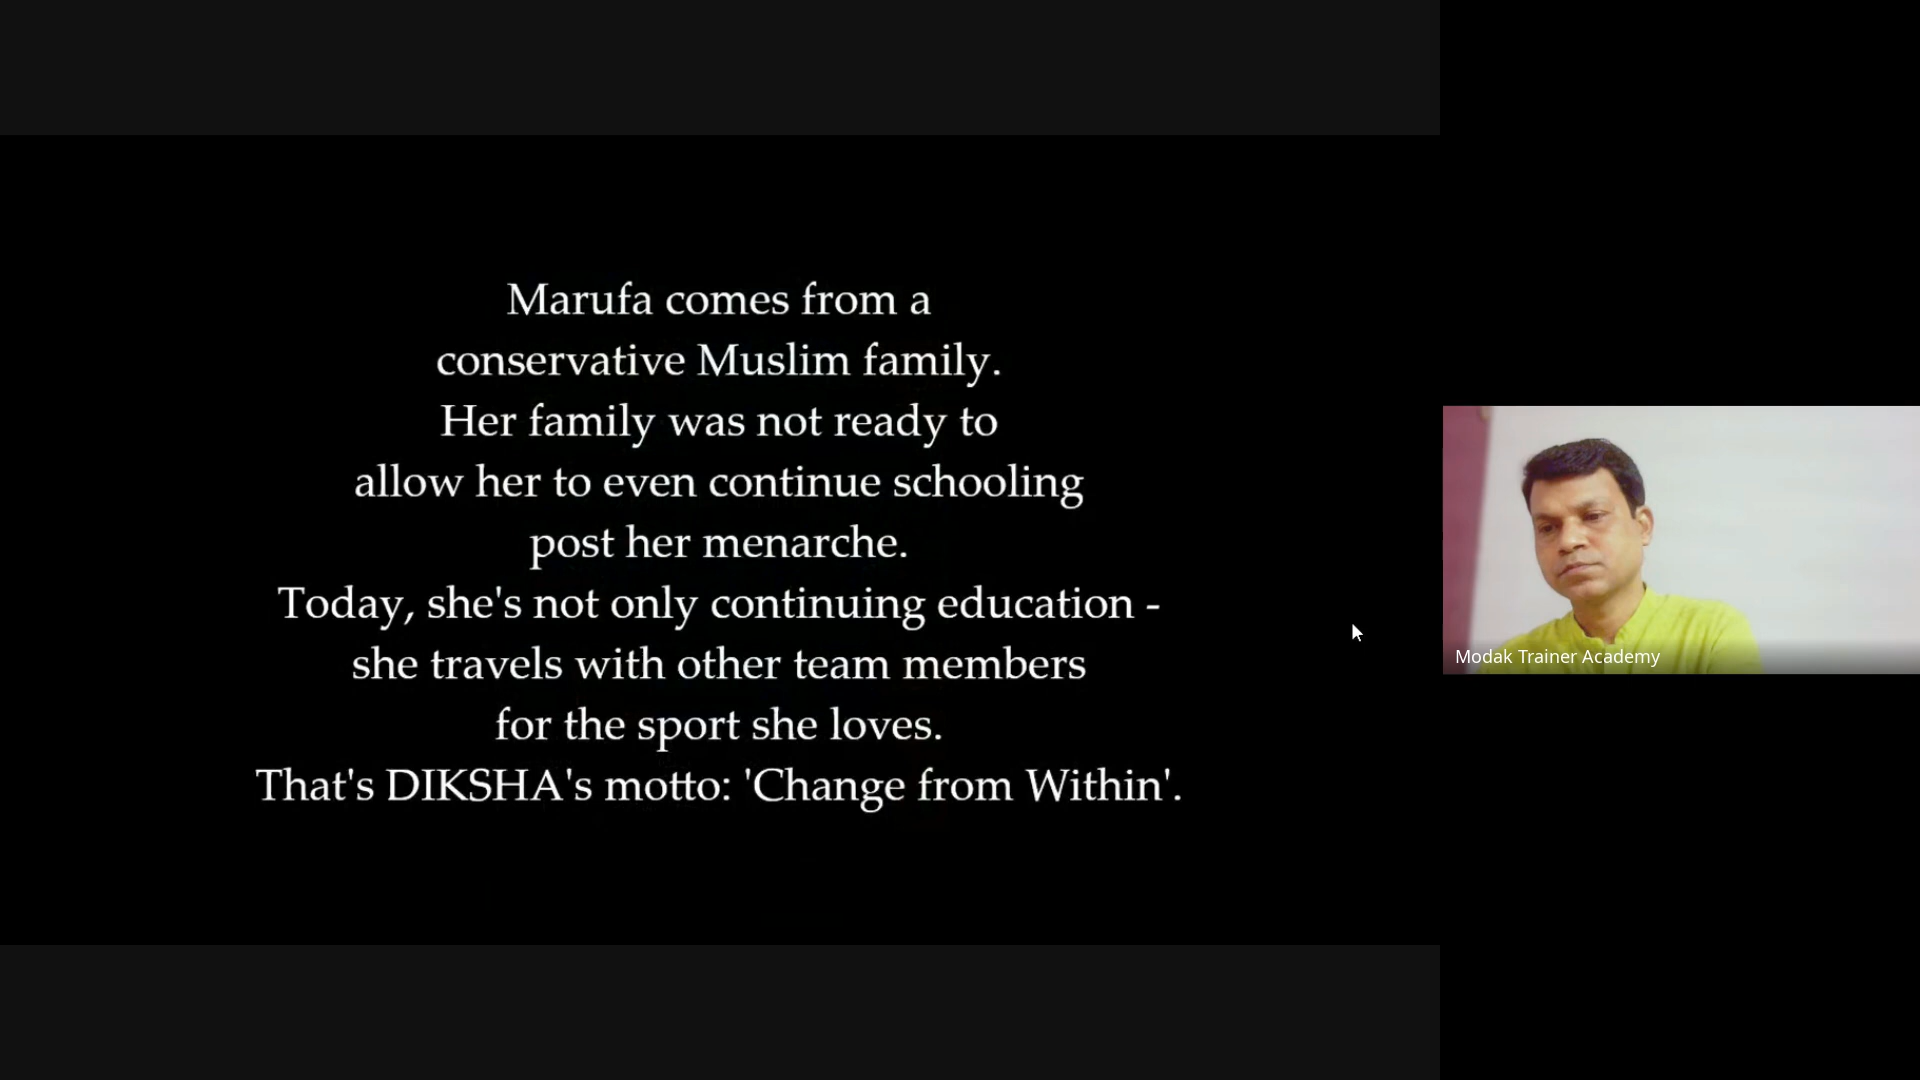 Marufa comes from a
conservative Muslim family.
Her family was not ready to
allow her to even continue schooling
post her menarche.
Today, she's not only continuing education -
she travels with other team members
for the sport she loves.
That's DIKSHA's motto: 'Change from Within'.
Modak Trainer Academy